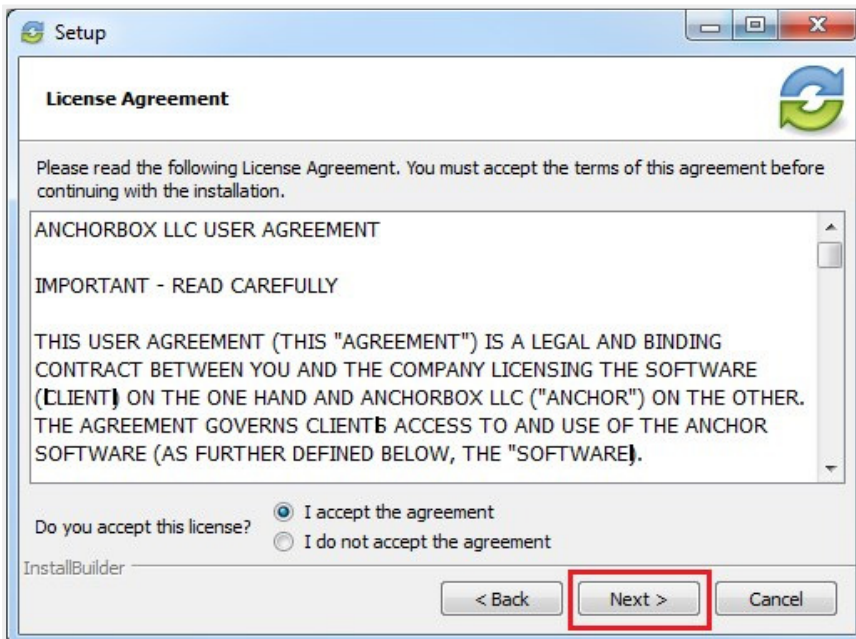 Setup
License Agreement
Please read the following License Agreement. You must accept the terms of this agreement before
continuing with the installation.
ANCHORBOX LLC USER AGREEMENT
IMPORTANT - READ CAREFULLY
THIS USER AGREEMENT (THIS "AGREEMENT") IS A LEGAL AND BINDING
CONTRACT BETWEEN YOU AND THE COMPANY LICENSING THE SOFTWARE
(CLIENT) ON THE ONE HAND AND ANCHORBOX LLC ("ANCHOR") ON THE OTHER.
THE AGREEMENT GOVERNS CLIENTS ACCESS TO AND USE OF THE ANCHOR
SOFTWARE (AS FURTHER DEFINED BELOW, THE "SOFTWARE).
Do you accept this license?
I accept the agreement
I do not accept the agreement
InstallBuilder
< Back
Next >
Cancel